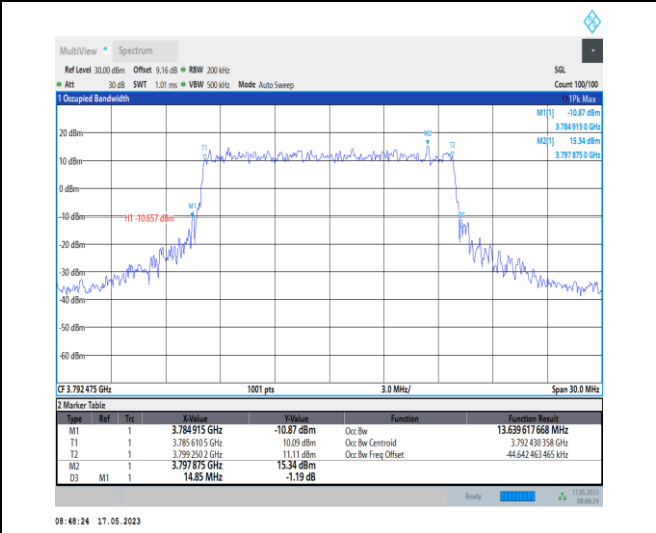 MultiView Spectrum
Ref Level 30.00 dBm Offset 9.16 dB RBW 200 kHz SGL
Att 30 dB SWT 1.01 ms VBW 500 kHz Mode Auto Sweep Count 100/100
1 Occupied Bandwidth 1Pk Max
M1[1] -10.87 dBm
3.784 915 0 GHz
M2[1] 15.34 dBm
3.797 875 0 GHz
20 dBm
M2
T1
T2
10 dBm
0 dBm
M1
-10 dBm
H1 -10.657 dBm
-20 dBm
-30 dBm
-40 dBm
-50 dBm
-60 dBm
CF 3.792 475 GHz 1001 pts 3.0 MHz/ Span 30.0 MHz
2 Marker Table
Type Ref Trc X-Value Y-Value Function Function Result
M1 1 3.784 915 GHz -10.87 dBm Occ Bw 13.639 617 668 MHz
T1 1 3.785 610 5 GHz 10.09 dBm Occ Bw Centroid 3.792 430 358 GHz
T2 1 3.799 250 2 GHz 11.11 dBm Occ Bw Freq Offset -44.642 463 465 kHz
M2 1 3.797 875 GHz 15.34 dBm
D3 M1 1 14.85 MHz -1.19 dB
Ready 17.05.2023
08:48:24
08:48:24 17.05.2023